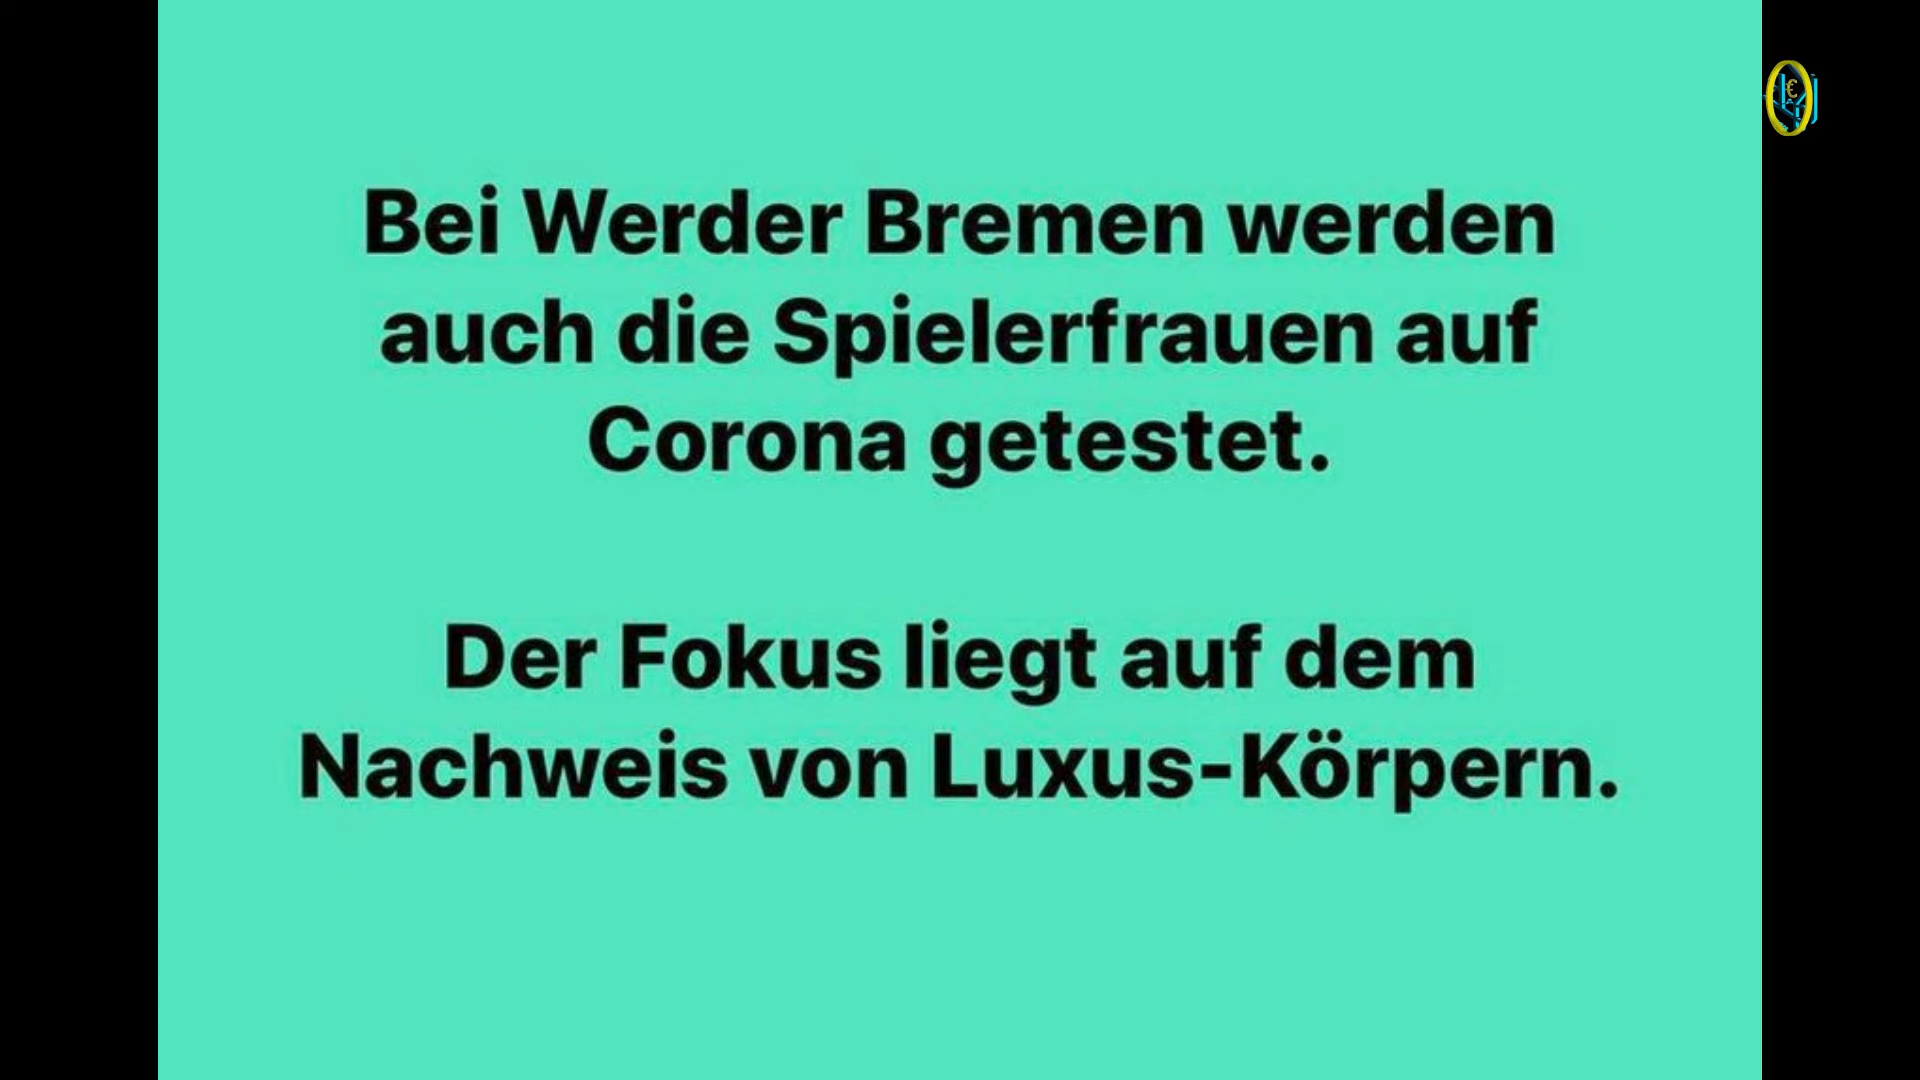 Bei Werder Bremen werden
auch die Spielerfrauen auf
Corona getestet.
Der Fokus liegt auf dem
Nachweis von Luxus-Körpern.